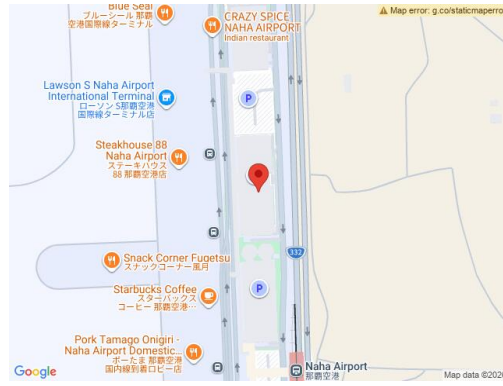 Blue Seal
ブルーシール 那覇
空港国際線ターミナル
CRAZY SPICE
NAHA AIRPORT
Indian restaurant
Map error: g.co/staticmaperro
Lawson S Naha Airport
International Terminal
ローソン S那覇空港
国際線ターミナル店
P
Steakhouse 88
Naha Airport
ステーキハウス
88 那覇空港店
332
Snack Corner Fugetsu
スナックコーナー風月
Starbucks Coffee
スターバックス
コーヒー 那覇空港…
P
Pork Tamago Onigiri -
Naha Airport Domestic...
ポーたま 那覇空港
国内線到着ロビー店
Naha Airport
那覇空港
Google
Map data ©2026